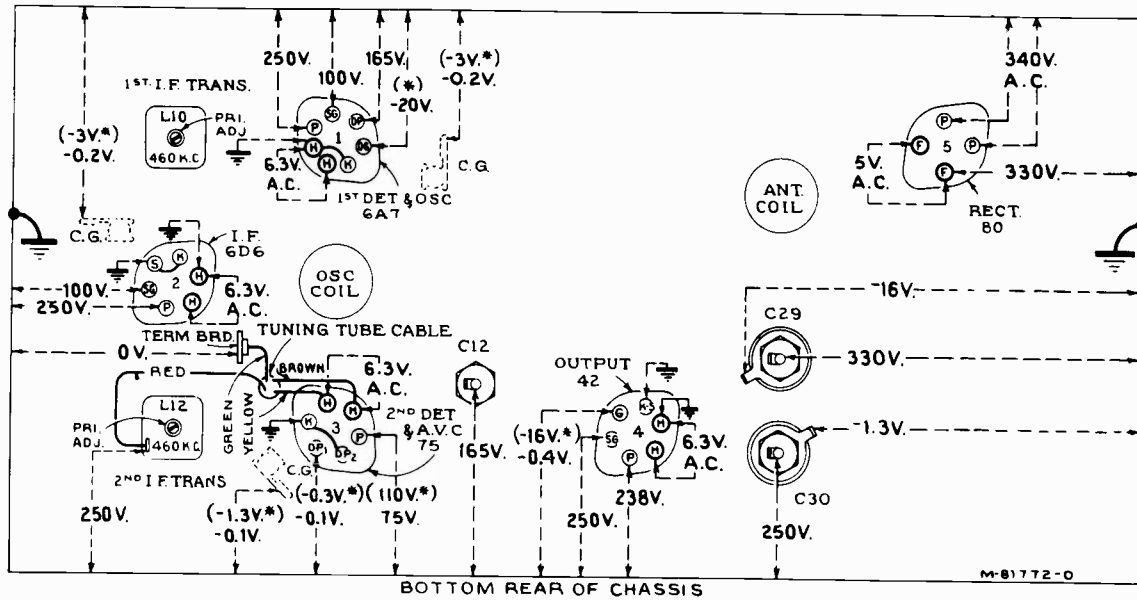 250V.
165V.
(-3V.*)
-0.2V.
340V.
A.C.
100V.
(*)
-20V.
1ST. I.F. TRANS.
L10
PRI.
ADJ.
460 K.C.
(-3V.*)
-0.2V.
SG
P
DP
1
H
DG
H
K
6.3V.
A.C.
C.G.
1ST DET & OSC
6A7
ANT.
COIL
P
F
5
P
F
5V.
A.C.
330V.
RECT.
80
C.G.
I.F.
6D6
S
K
2
H
SG
P
H
100V.
250V.
6.3V.
A.C.
OSC
COIL
-16V.
C29
330V.
TERM BRD.
TUNING TUBE CABLE
0V.
RED
BROWN
GREEN
YELLOW
6.3V.
A.C.
C12
165V.
OUTPUT
42
L12
PRI.
ADJ.
460 K.C.
2ND I.F. TRANS
250V.
H
H
K
3
P
DP1
DP2
2ND DET
& A.V.C
75
C.G.
(-1.3V.*)
-0.1V.
(-0.3V.*)
-0.1V.
(110V.*)
75V.
G
K-S
H
SG
4
P
H
6.3V.
A.C.
(-16V.*)
-0.4V.
250V.
238V.
-1.3V.
C30
250V.
M-81772-0
BOTTOM REAR OF CHASSIS